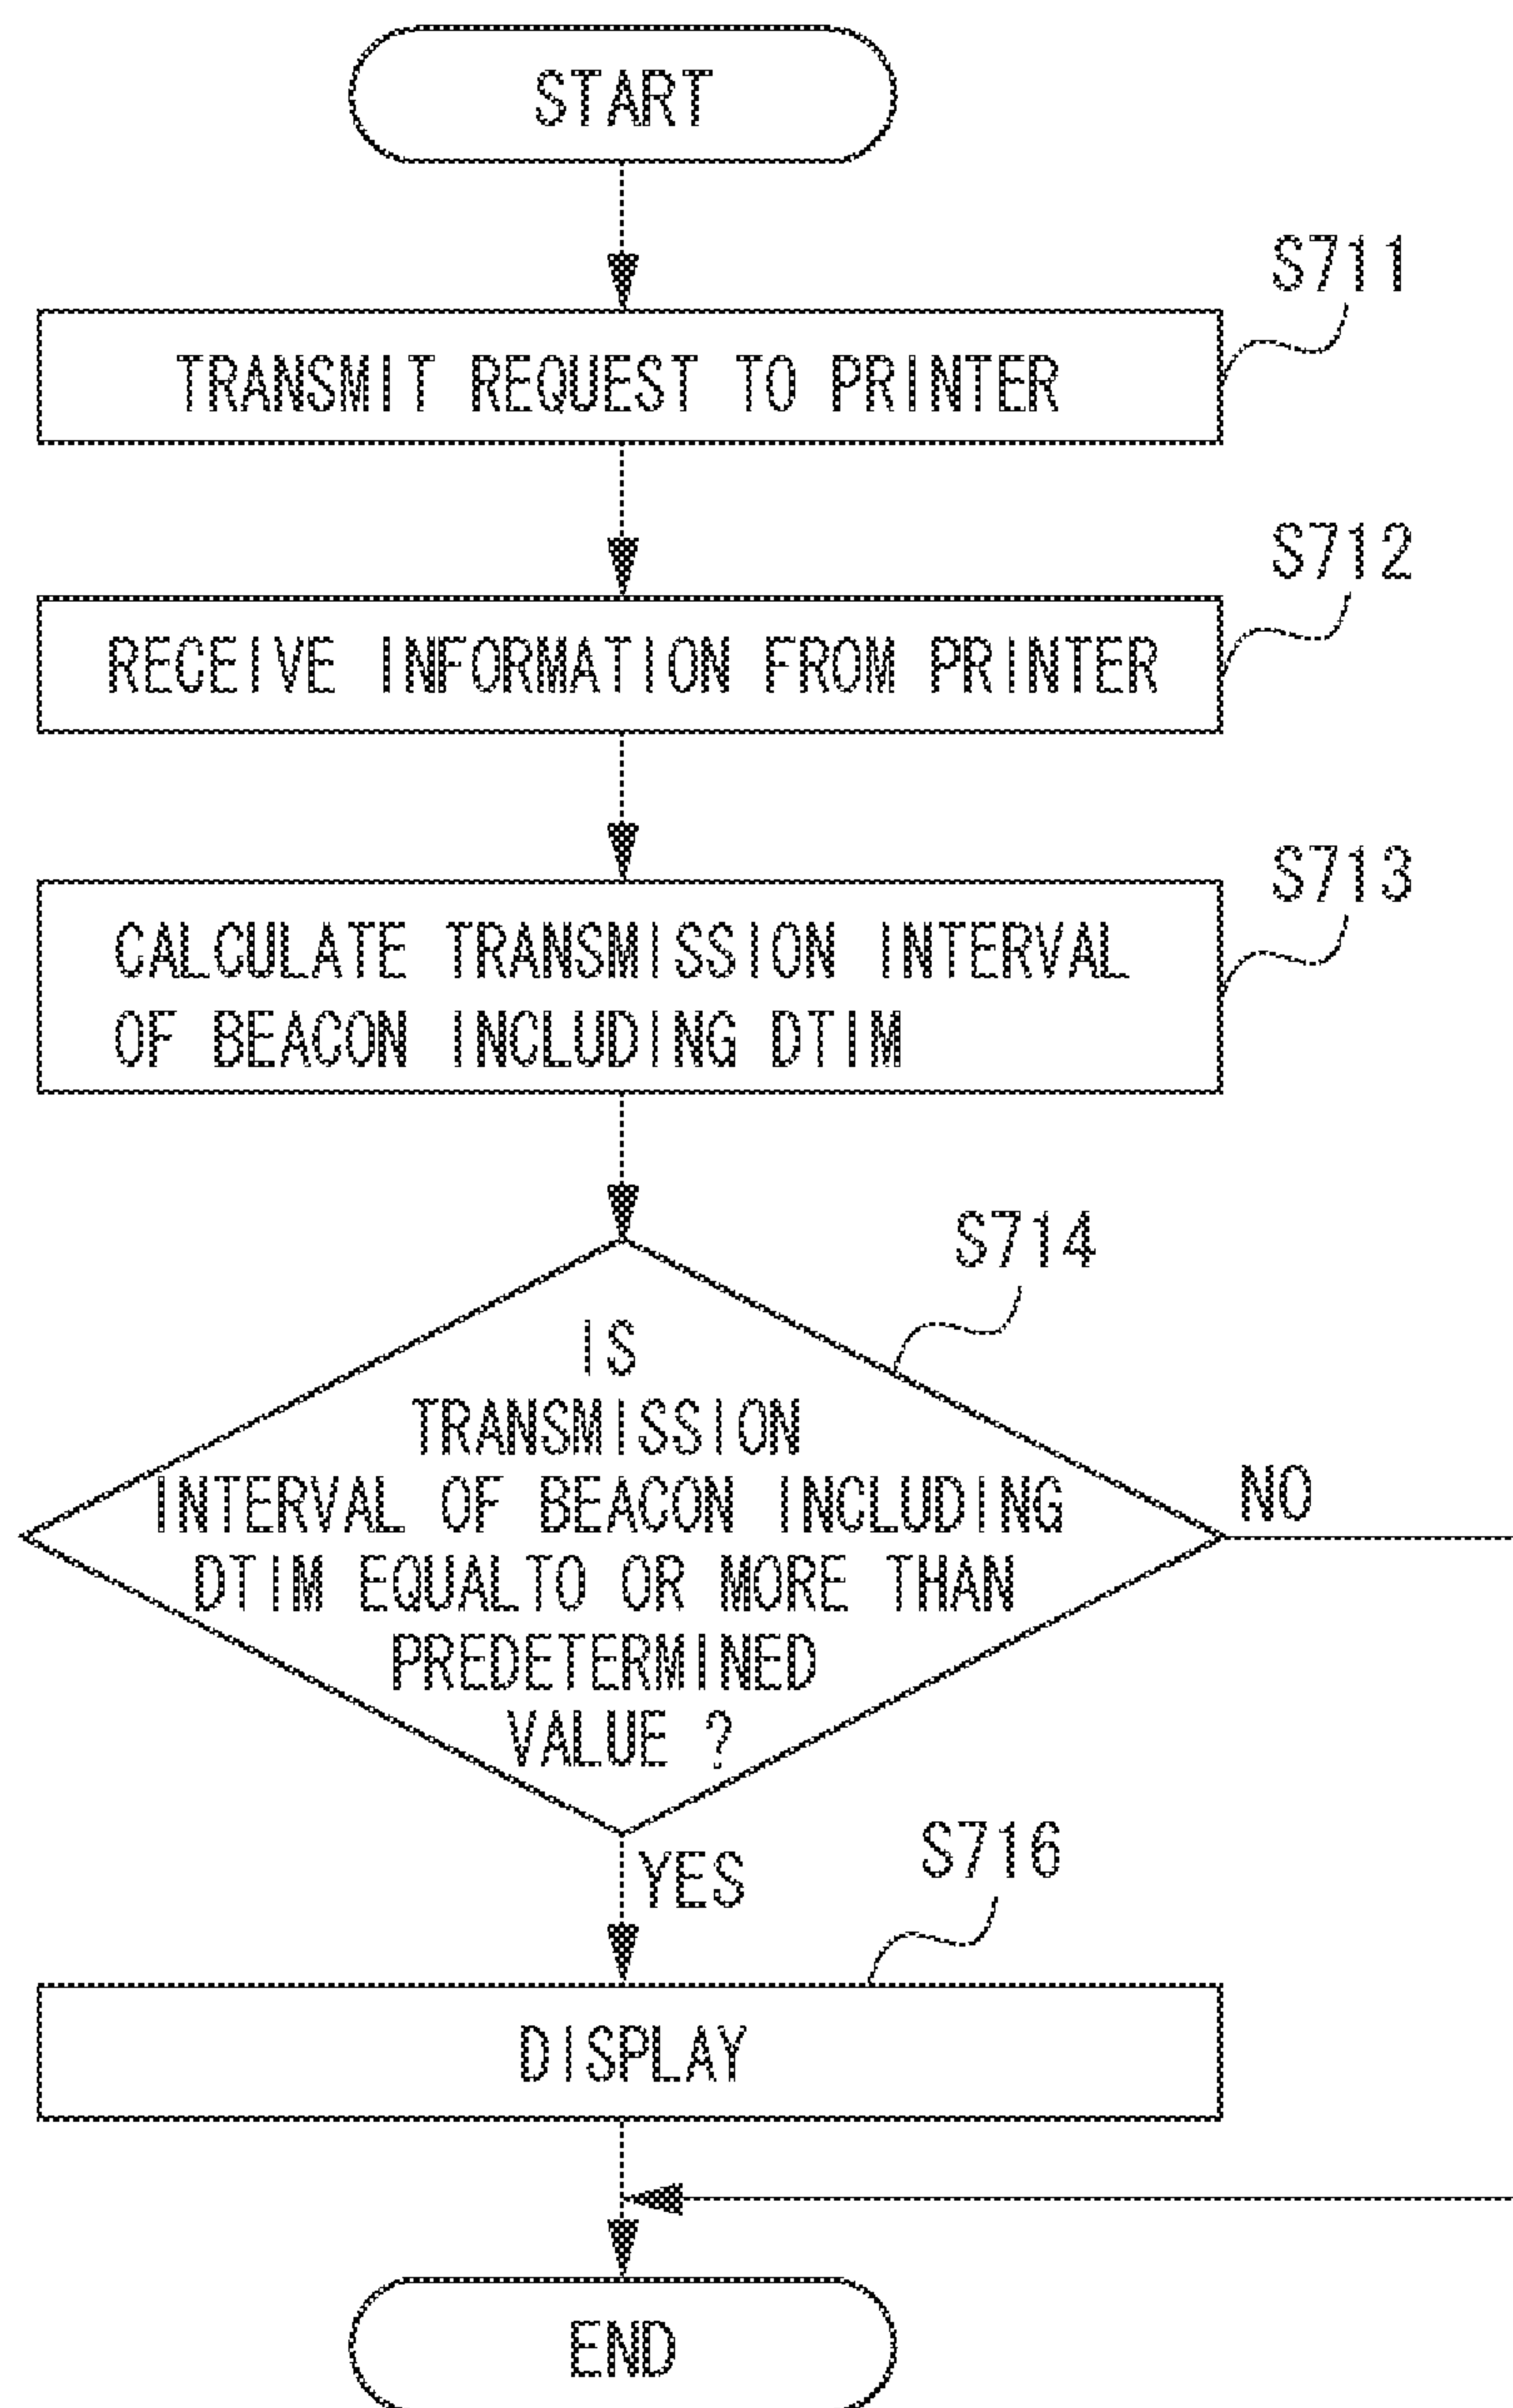 START
S711
TRANSMIT REQUEST TO PRINTER
S712
RECEIVE INFORMATION FROM PRINTER
S713
CALCULATE TRANSMISSION INTERVAL
OF BEACON INCLUDING DTIM
S714
IS
TRANSMISSION
INTERVAL OF BEACON INCLUDING
DTIM EQUALTO OR MORE THAN
PREDETERMINED
VALUE ?
NO
YES
S716
DISPLAY
END